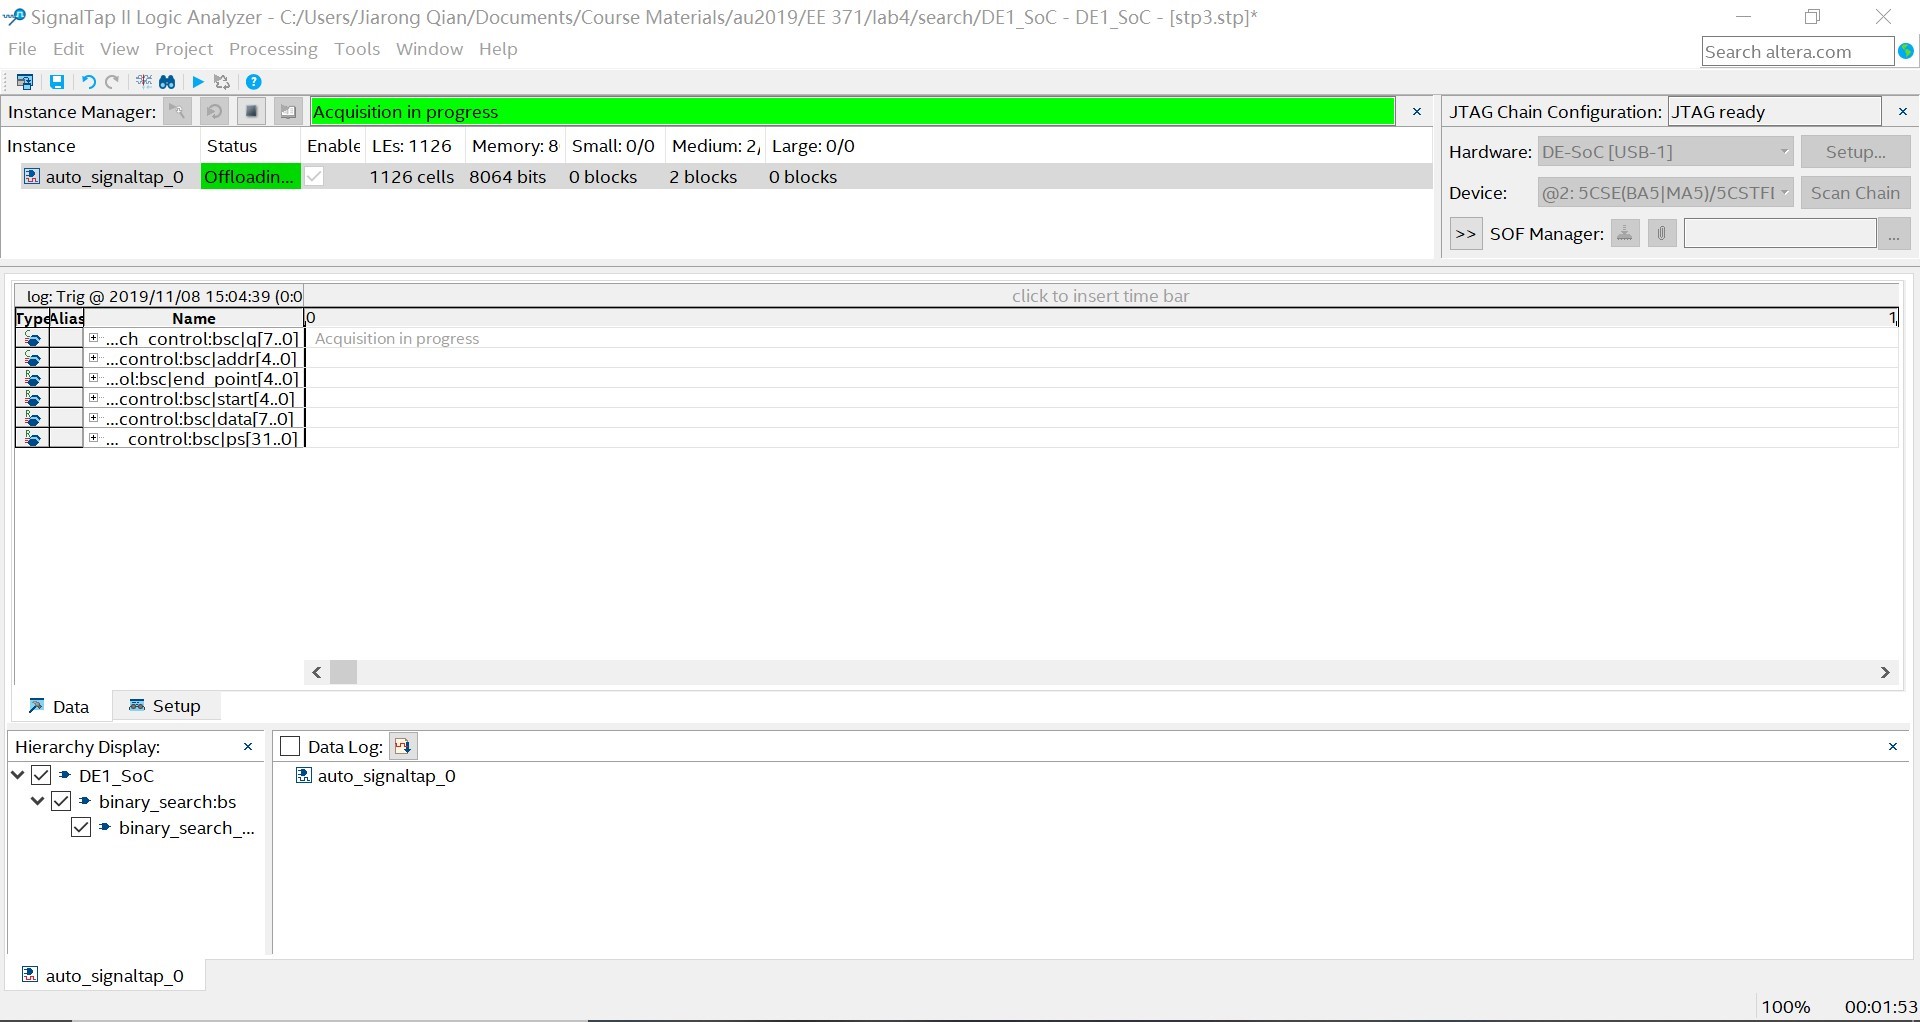 SignalTap II Logic Analyzer - C:/Users/Jiarong Qian/Documents/Course Materials/au2019/EE 371/lab4/search/DE1_SoC - DE1_SoC - [stp3.stp]*
File Edit View Project Processing Tools Window Help
Search altera.com
Instance Manager: Acquisition in progress
JTAG Chain Configuration: JTAG ready
Instance Status Enable LEs: 1126 Memory: 8 Small: 0/0 Medium: 2/ Large: 0/0
auto_signaltap_0 Offloadin... 1126 cells 8064 bits 0 blocks 2 blocks 0 blocks
Hardware: DE-SoC [USB-1] Setup...
Device: @2: 5CSE(BA5|MA5)/5CSTFI Scan Chain
>> SOF Manager: ...
log: Trig @ 2019/11/08 15:04:39 (0:0 click to insert time bar
Type Alias Name 0 1
...ch_control:bsc|q[7..0] Acquisition in progress
...control:bsc|addr[4..0]
...ol:bsc|end_point[4..0]
...control:bsc|start[4..0]
...control:bsc|data[7..0]
..._control:bsc|ps[31..0]
Data Setup
Hierarchy Display:
DE1_SoC
binary_search:bs
binary_search_...
Data Log:
auto_signaltap_0
auto_signaltap_0
100% 00:01:53